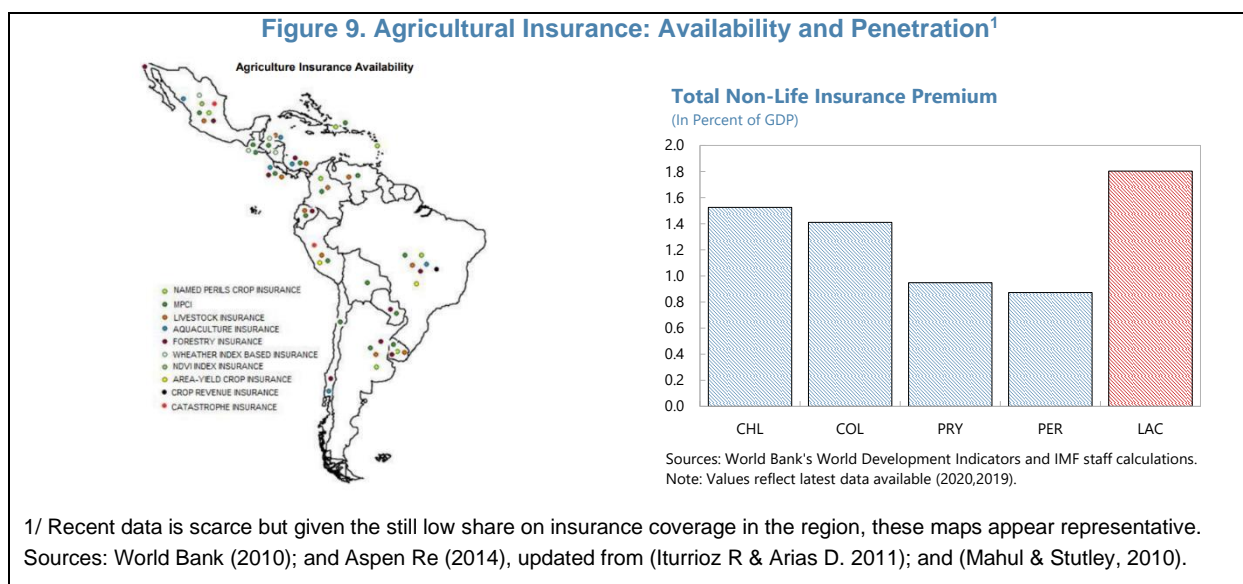 Figure 9. Agricultural Insurance: Availability and Penetration¹
Agriculture Insurance Availability
NAMED PERILS CROP INSURANCE
MPCI
LIVESTOCK INSURANCE
AQUACULTURE INSURANCE
FORESTRY INSURANCE
WHEATHER INDEX BASED INSURANCE
NDVI INDEX INSURANCE
AREA-YIELD CROP INSURANCE
CROP REVENUE INSURANCE
CATASTROPHE INSURANCE
Total Non-Life Insurance Premium
(In Percent of GDP)
2.0
1.8
1.6
1.4
1.2
1.0
0.8
0.6
0.4
0.2
0.0
CHL COL PRY PER LAC
Sources: World Bank's World Development Indicators and IMF staff calculations.
Note: Values reflect latest data available (2020,2019).
1/ Recent data is scarce but given the still low share on insurance coverage in the region, these maps appear representative.
Sources: World Bank (2010); and Aspen Re (2014), updated from (Iturrioz R & Arias D. 2011); and (Mahul & Stutley, 2010).